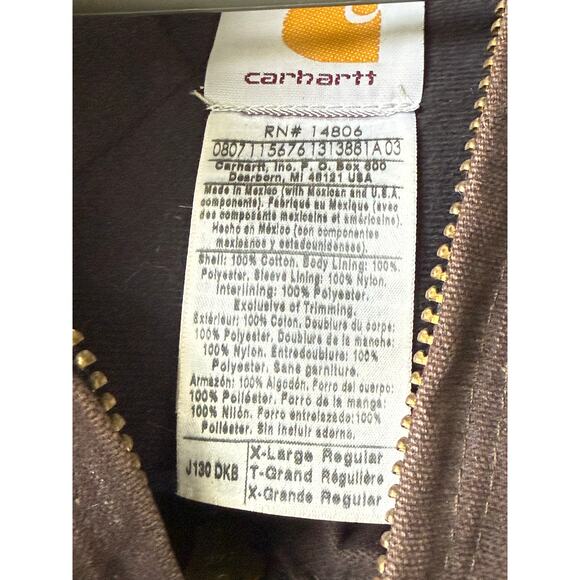 carhartt
RN# 14806
0807115676 1313881A 03
Carhartt, Inc. P. O. Box 600
Dearborn, MI 48121 USA
Made in Mexico (with Mexican and U.S.A.
components). Fabriqué au Mexique (avec
des composants mexicains et américains).
Hecho en México (con componentes
mexicanos y estadounidenses).
Shell: 100% Cotton. Body Lining: 100%
Polyester. Sleeve Lining: 100% Nylon.
Interlining: 100% Polyester.
Exclusive of Trimming.
Extérieur: 100% Coton. Doublure du corps:
100% Polyester. Doublure de la manche:
100% Nylon. Entredoublure: 100%
Polyester. Sans garniture.
Armazón: 100% Algodón. Forro del cuerpo:
100% Poliéster. Forro de la manga:
100% Nilón. Forro entrelazado: 100%
Poliéster. Sin incluir adorno.
J130 DKB
X-Large Regular
T-Grand Régulière
X-Grande Regular